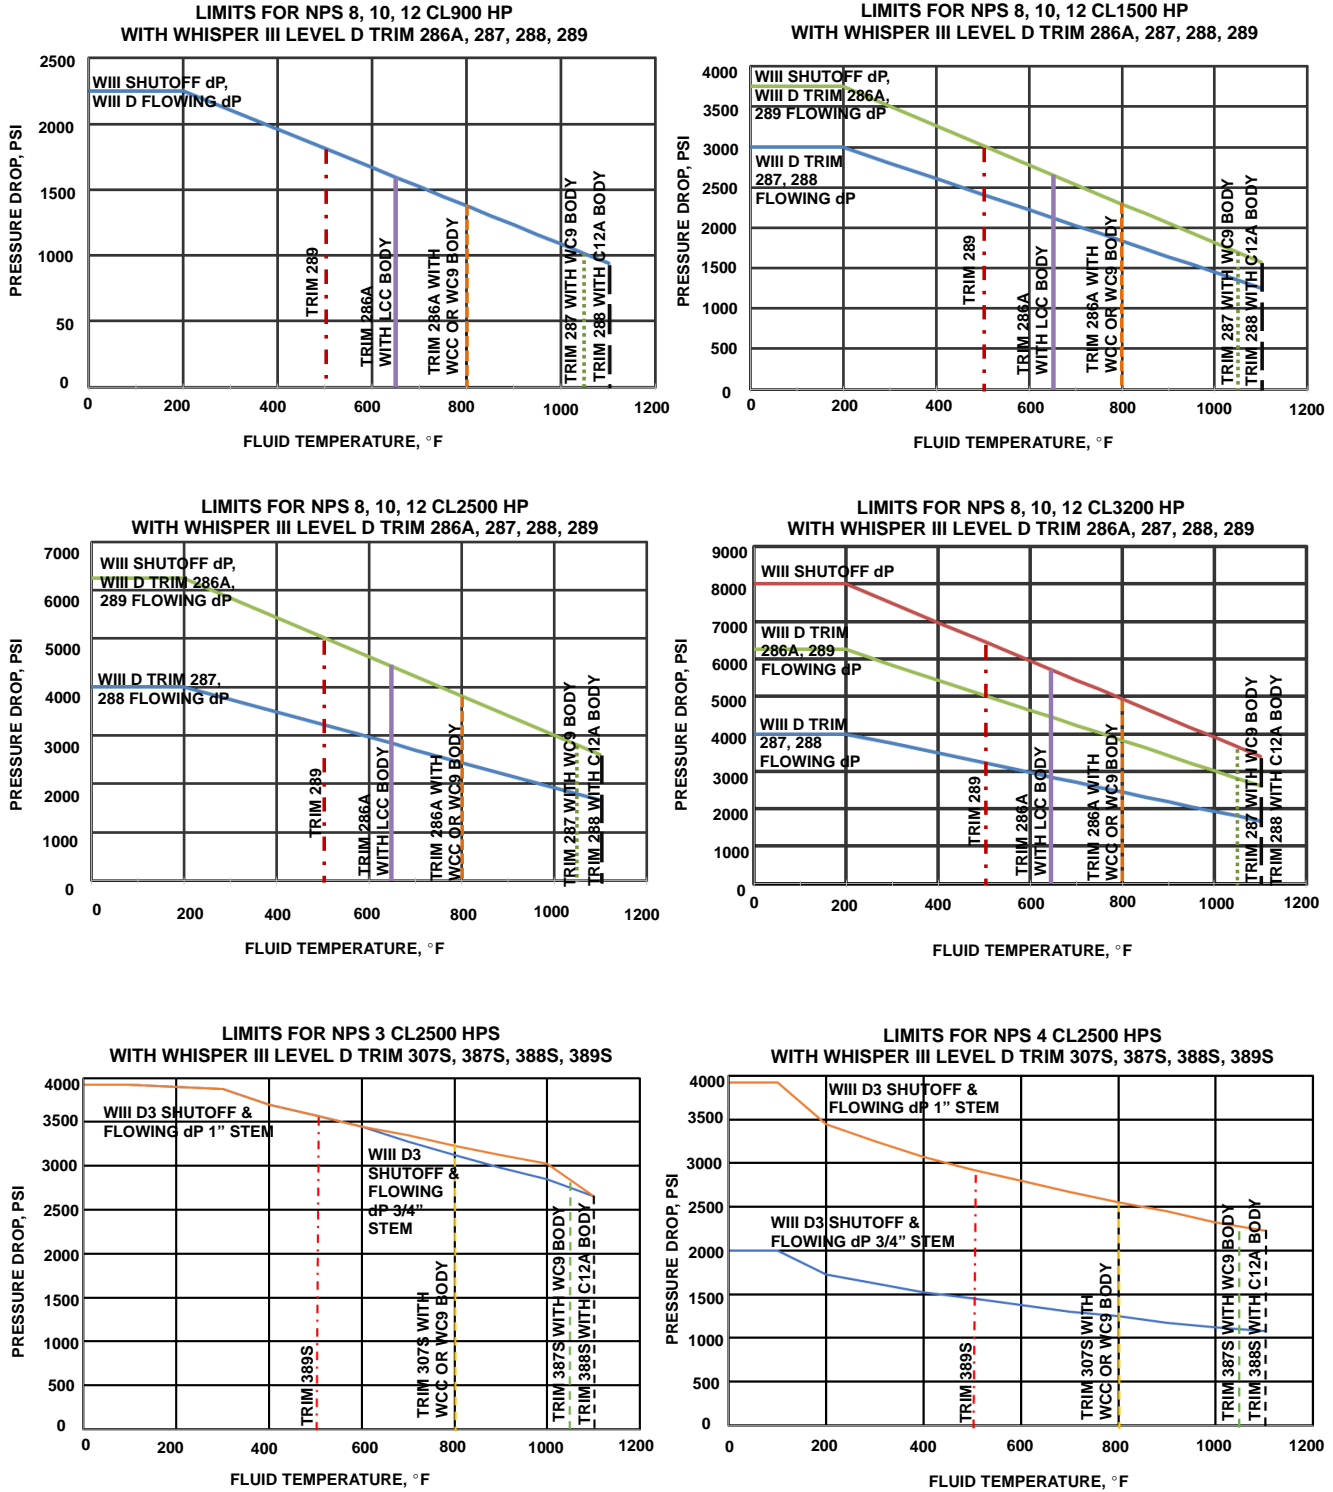 LIMITS FOR NPS 8, 10, 12 CL900 HP
WITH WHISPER III LEVEL D TRIM 286A, 287, 288, 289
PRESSURE DROP, PSI
2500
2000
1500
1000
50
0
WIII SHUTOFF dP,
WIII D FLOWING dP
TRIM 289
TRIM 286A
WITH LCC BODY
TRIM 286A WITH
WCC OR WC9 BODY
TRIM 287 WITH WC9 BODY
TRIM 288 WITH C12A BODY
0 200 400 600 800 1000 1200
FLUID TEMPERATURE, °F
LIMITS FOR NPS 8, 10, 12 CL1500 HP
WITH WHISPER III LEVEL D TRIM 286A, 287, 288, 289
PRESSURE DROP, PSI
4000
3500
3000
2500
2000
1500
1000
500
0
WIII SHUTOFF dP,
WIII D TRIM 286A,
289 FLOWING dP
WIII D TRIM
287, 288
FLOWING dP
TRIM 289
TRIM 286A
WITH LCC BODY
TRIM 286A WITH
WCC OR WC9 BODY
TRIM 287 WITH WC9 BODY
TRIM 288 WITH C12A BODY
0 200 400 600 800 1000 1200
FLUID TEMPERATURE, °F
LIMITS FOR NPS 8, 10, 12 CL2500 HP
WITH WHISPER III LEVEL D TRIM 286A, 287, 288, 289
PRESSURE DROP, PSI
7000
6000
5000
4000
3000
2000
1000
0
WIII SHUTOFF dP,
WIII D TRIM 286A,
289 FLOWING dP
WIII D TRIM 287,
288 FLOWING dP
TRIM 289
TRIM 286A
WITH LCC BODY
TRIM 286A WITH
WCC OR WC9 BODY
TRIM 287 WITH WC9 BODY
TRIM 288 WITH C12A BODY
0 200 400 600 800 1000 1200
FLUID TEMPERATURE, °F
LIMITS FOR NPS 8, 10, 12 CL3200 HP
WITH WHISPER III LEVEL D TRIM 286A, 287, 288, 289
PRESSURE DROP, PSI
9000
8000
7000
6000
5000
4000
3000
2000
1000
0
WIII SHUTOFF dP
WIII D TRIM
286A, 289
FLOWING dP
WIII D TRIM
287, 288
FLOWING dP
TRIM 289
TRIM 286A
WITH LCC BODY
TRIM 286A WITH
WCC OR WC9 BODY
TRIM 287 WITH WC9 BODY
TRIM 288 WITH C12A BODY
0 200 400 600 800 1000 1200
FLUID TEMPERATURE, °F
LIMITS FOR NPS 3 CL2500 HPS
WITH WHISPER III LEVEL D TRIM 307S, 387S, 388S, 389S
PRESSURE DROP, PSI
4000
3500
3000
2500
2000
1500
1000
500
0
WIII D3 SHUTOFF &
FLOWING dP 1” STEM
WIII D3
SHUTOFF &
FLOWING
dP 3/4”
STEM
TRIM 389S
TRIM 307S WITH
WCC OR WC9 BODY
TRIM 387S WITH WC9 BODY
TRIM 388S WITH C12A BODY
0 200 400 600 800 1000 1200
FLUID TEMPERATURE, °F
LIMITS FOR NPS 4 CL2500 HPS
WITH WHISPER III LEVEL D TRIM 307S, 387S, 388S, 389S
PRESSURE DROP, PSI
4000
3500
3000
2500
2000
1500
1000
500
0
WIII D3 SHUTOFF &
FLOWING dP 1” STEM
WIII D3 SHUTOFF &
FLOWING dP 3/4” STEM
TRIM 389S
TRIM 307S WITH
WCC OR WC9 BODY
TRIM 387S WITH WC9 BODY
TRIM 388S WITH C12A BODY
0 200 400 600 800 1000 1200
FLUID TEMPERATURE, °F